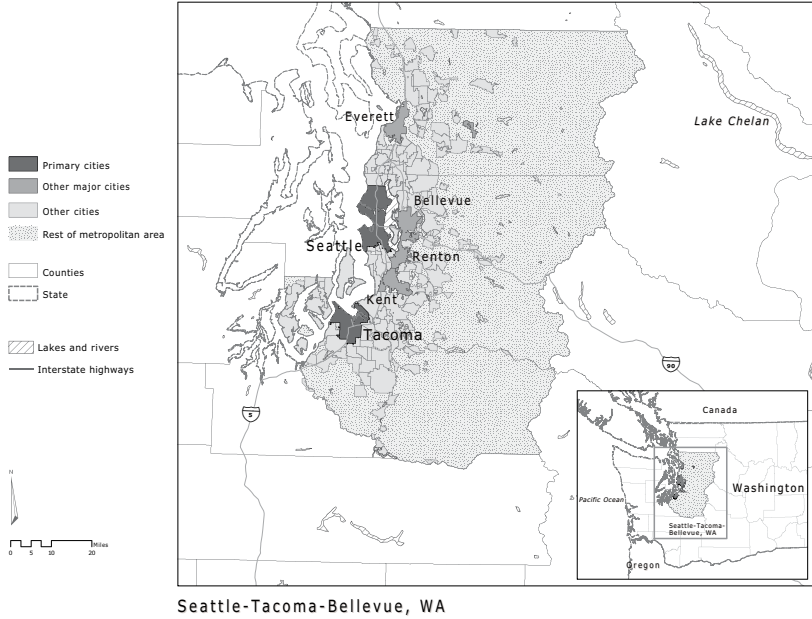 Everett
Lake Chelan
Primary cities
Other major cities
Other cities
Rest of metropolitan area
Counties
State
Lakes and rivers
Interstate highways
Bellevue
Seattle
Renton
Kent
Tacoma
90
5
N
Miles
0 5 10 20
Canada
Washington
Pacific Ocean
Seattle-Tacoma-
Bellevue, WA
Oregon
Seattle-Tacoma-Bellevue, WA